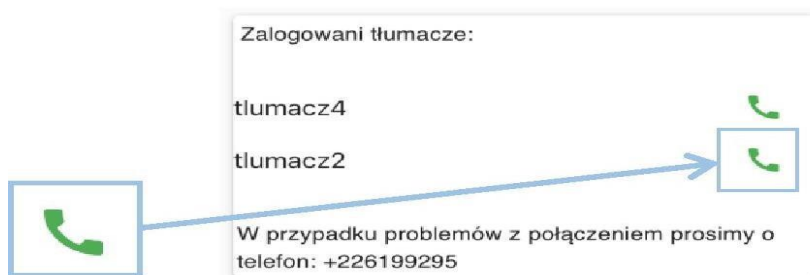 Zalogowani tłumacze:
tlumacz4
tlumacz2
W przypadku problemów z połączeniem prosimy o
telefon: +226199295